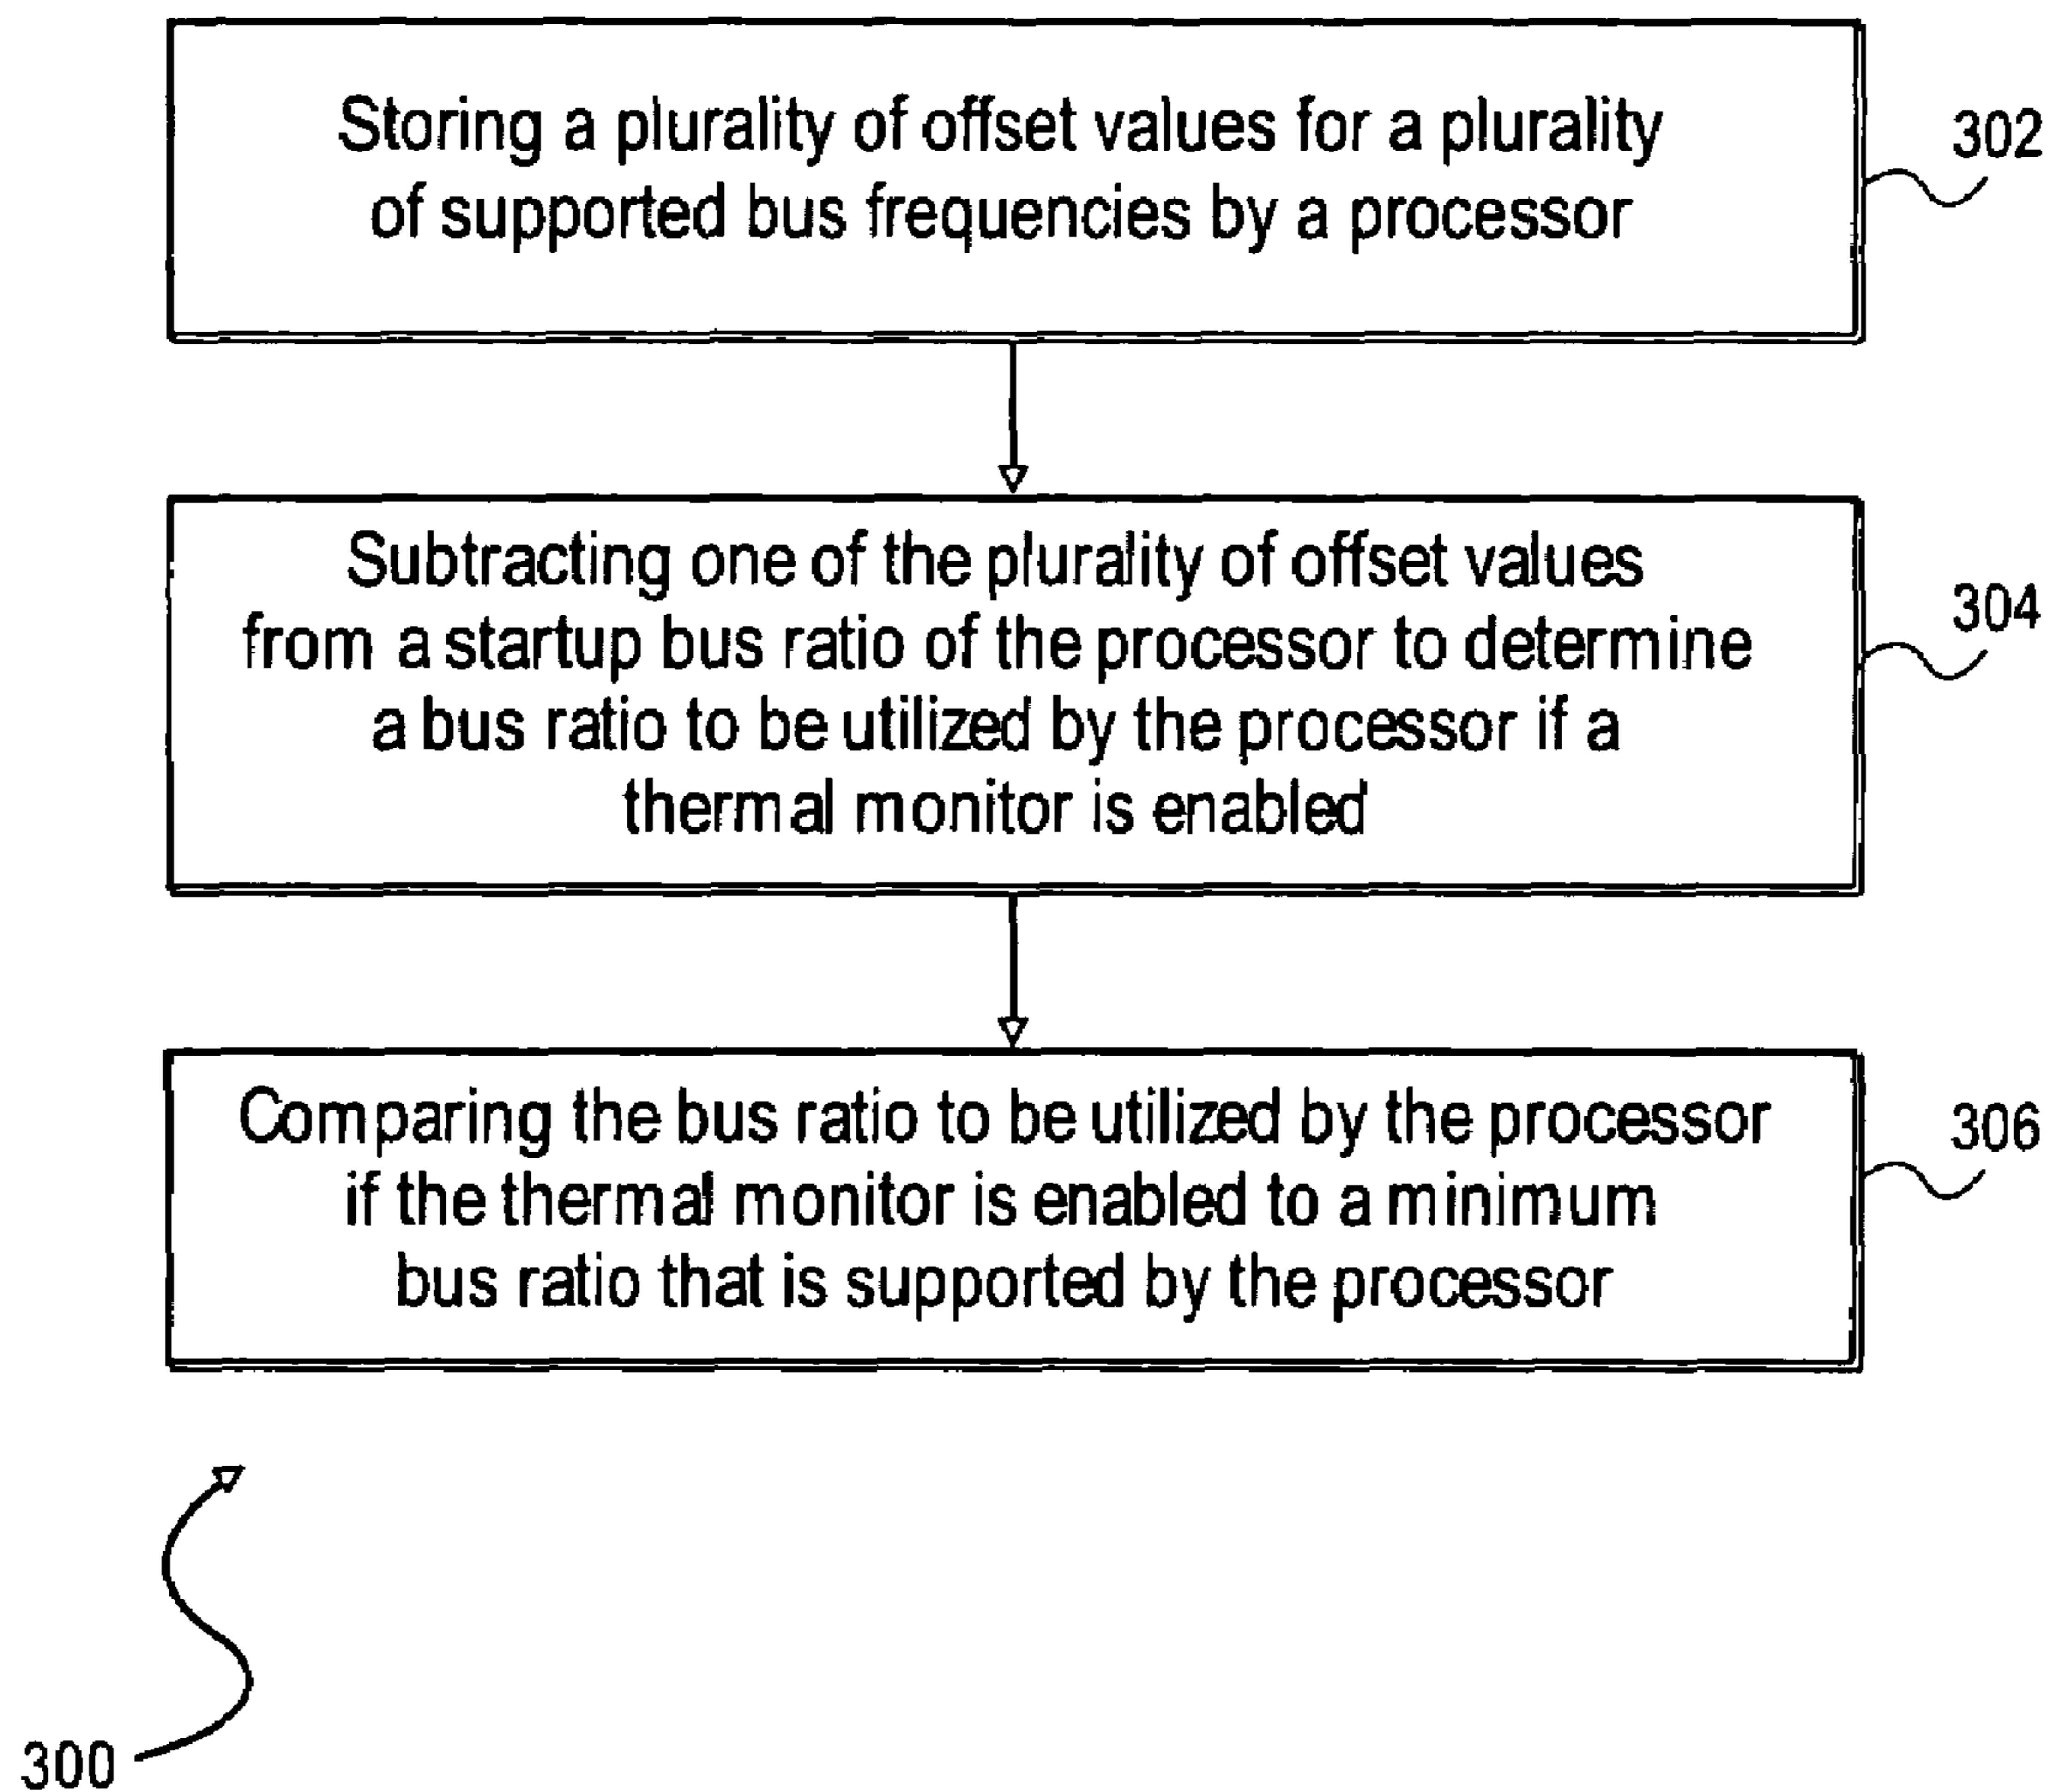 Storing a plurality of offset values for a plurality
of supported bus frequencies by a processor
302
Subtracting one of the plurality of offset values
from a startup bus ratio of the processor to determine
a bus ratio to be utilized by the processor if a
thermal monitor is enabled
304
Comparing the bus ratio to be utilized by the processor
if the thermal monitor is enabled to a minimum
bus ratio that is supported by the processor
306
300